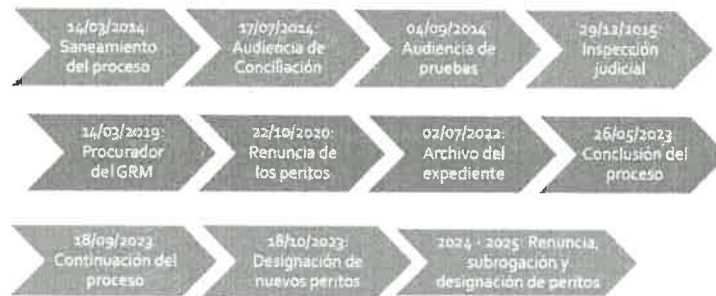 14/03/2014:
Saneamiento
del proceso
17/07/2014:
Audiencia de
Conciliación
04/09/2014:
Audiencia de
pruebas
29/12/2015:
Inspección
judicial
14/03/2019:
Procurador
del GRM
22/10/2020:
Renuncia de
los peritos
02/07/2022:
Archivo del
expediente
26/05/2023:
Conclusión del
proceso
18/09/2023:
Continuación del
proceso
18/10/2023:
Designación de
nuevos peritos
2024 - 2025: Renuncia,
subrogación y
designación de peritos